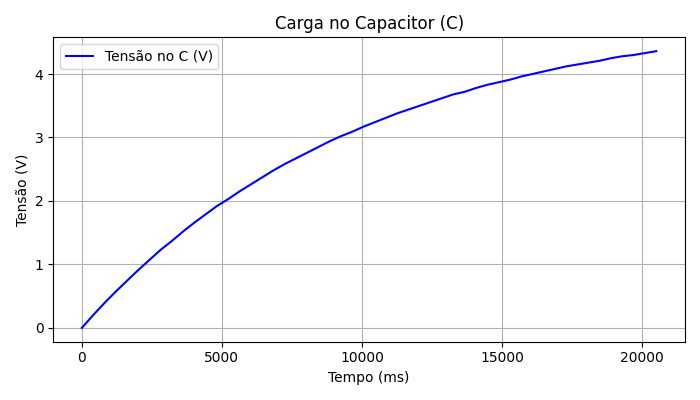 Carga no Capacitor (C)
Tensão no C (V)
Tensão (V)
4
3
2
1
0
0 5000 10000 15000 20000
Tempo (ms)